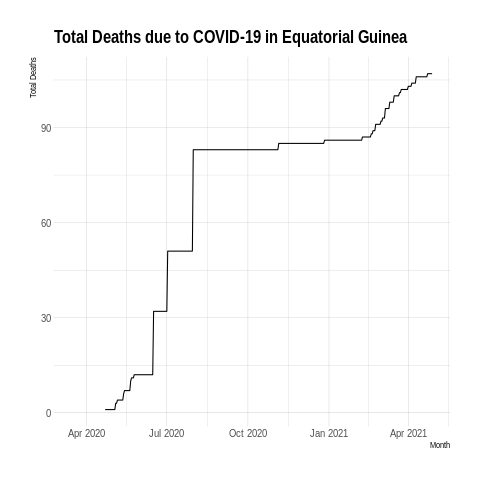 Total Deaths due to COVID-19 in Equatorial Guinea
Total Deaths
90
60
30
0
Apr 2020 Jul 2020 Oct 2020 Jan 2021 Apr 2021
Month